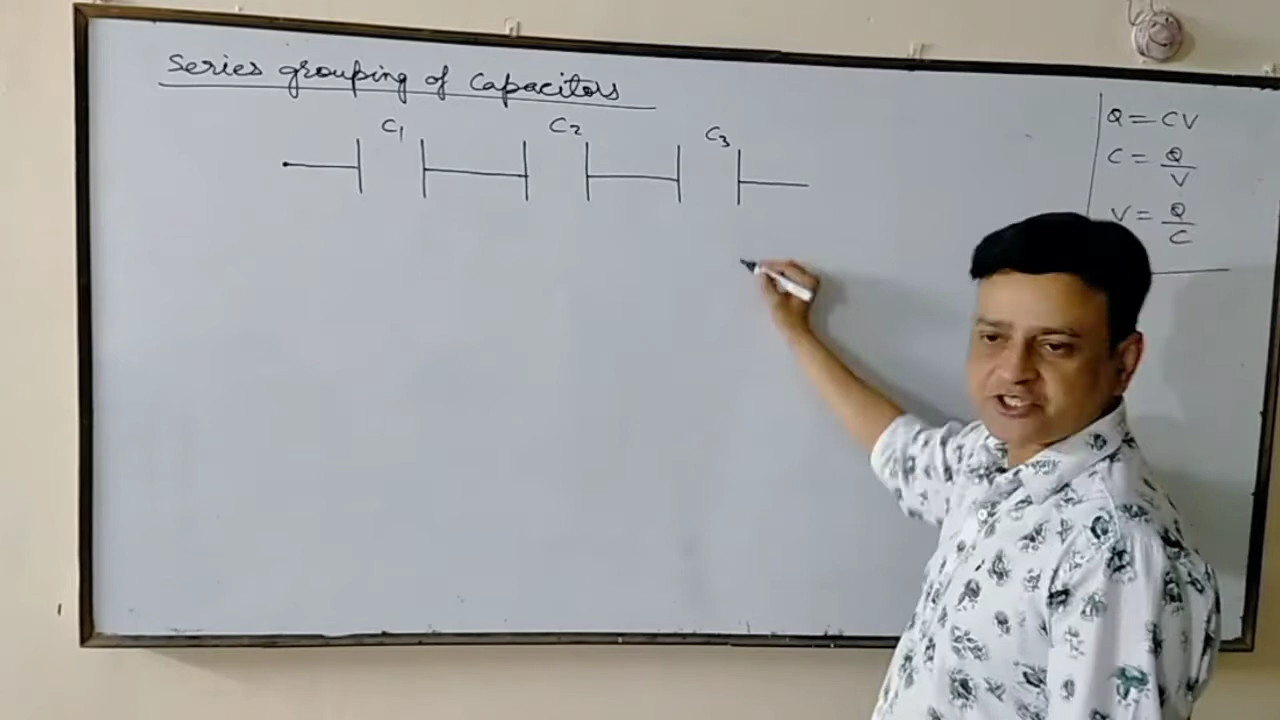 Series grouping of Capacitors
C₁ C₂ C₃
Q = CV
C = Q/V
V = Q/C